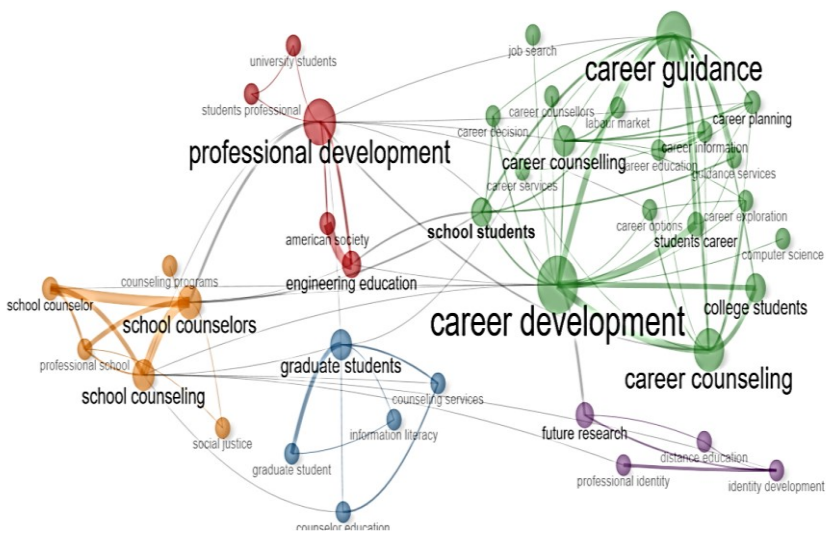 job search
career guidance
university students
students professional
career counsellors
labour market
career planning
career decision
professional development
career counselling
career information
career education
guidance services
career services
school students
career options
career exploration
students career
american society
computer science
engineering education
counseling programs
school counselor
school counselors
college students
career development
professional school
graduate students
career counseling
school counseling
counseling services
future research
information literacy
social justice
distance education
graduate student
professional identity
identity development
counselor education